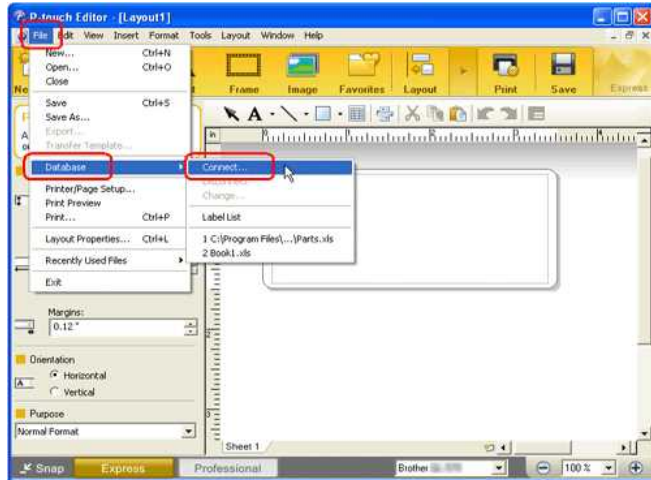 P-touch Editor - [Layout1]
File Edit View Insert Format Tools Layout Window Help
New... Ctrl+N
Open... Ctrl+O
Close
Save Ctrl+S
Save As...
Export...
Transfer Template...
Database
Printer/Page Setup...
Print Preview
Print... Ctrl+P
Layout Properties... Ctrl+L
Recently Used Files
Exit
Connect...
Disconnect
Change...
Label List
1 C:\Program Files\...\Parts.xls
2 Book1.xls
Frame Image Favorites Layout Print Save Express
A
in
Margins:
0.12 "
Orientation
A
Horizontal
Vertical
Purpose
Normal Format
Sheet 1
Snap Express Professional Brother 100 %